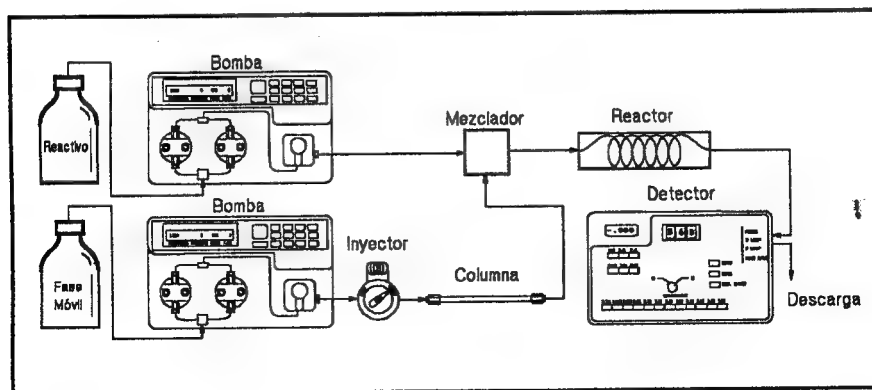 Bomba
Reactivo
Mezclador
Reactor
Bomba
Detector
Inyector
Columna
Fase
Móvil
Descarga